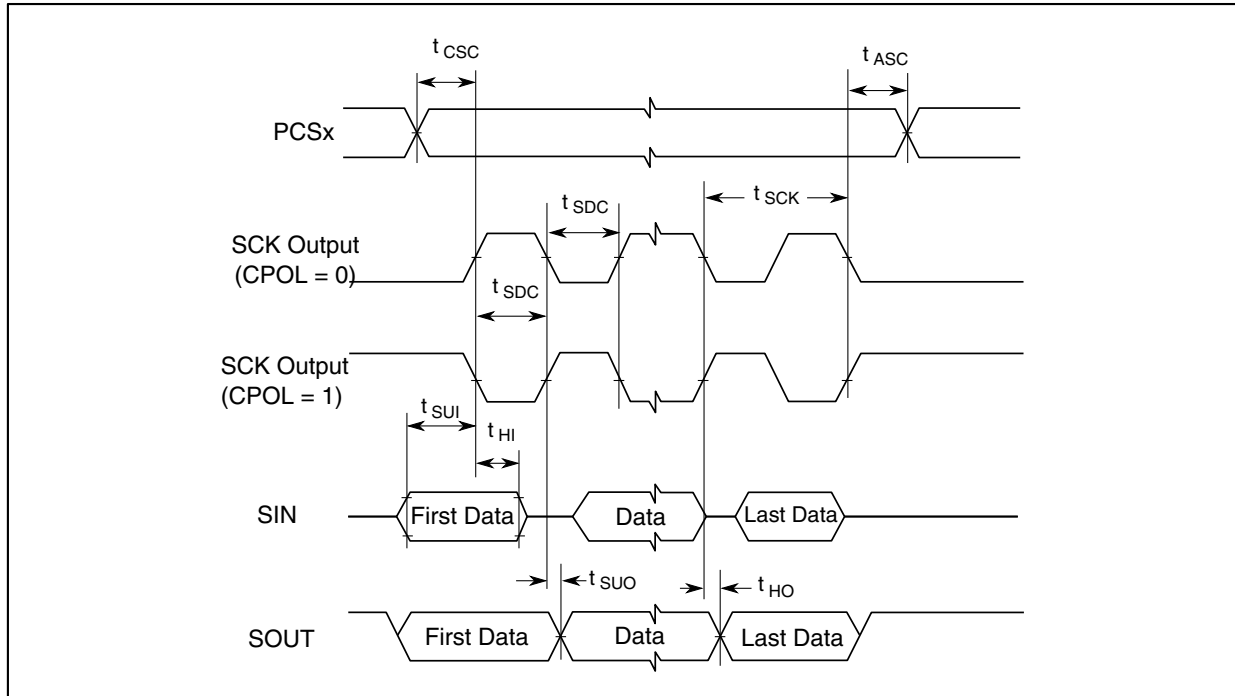 t CSC
t ASC
PCSx
t SCK
t SDC
SCK Output
(CPOL = 0)
t SDC
SCK Output
(CPOL = 1)
t SUI
t HI
SIN
First Data
Data
Last Data
t SUO
t HO
SOUT
First Data
Data
Last Data